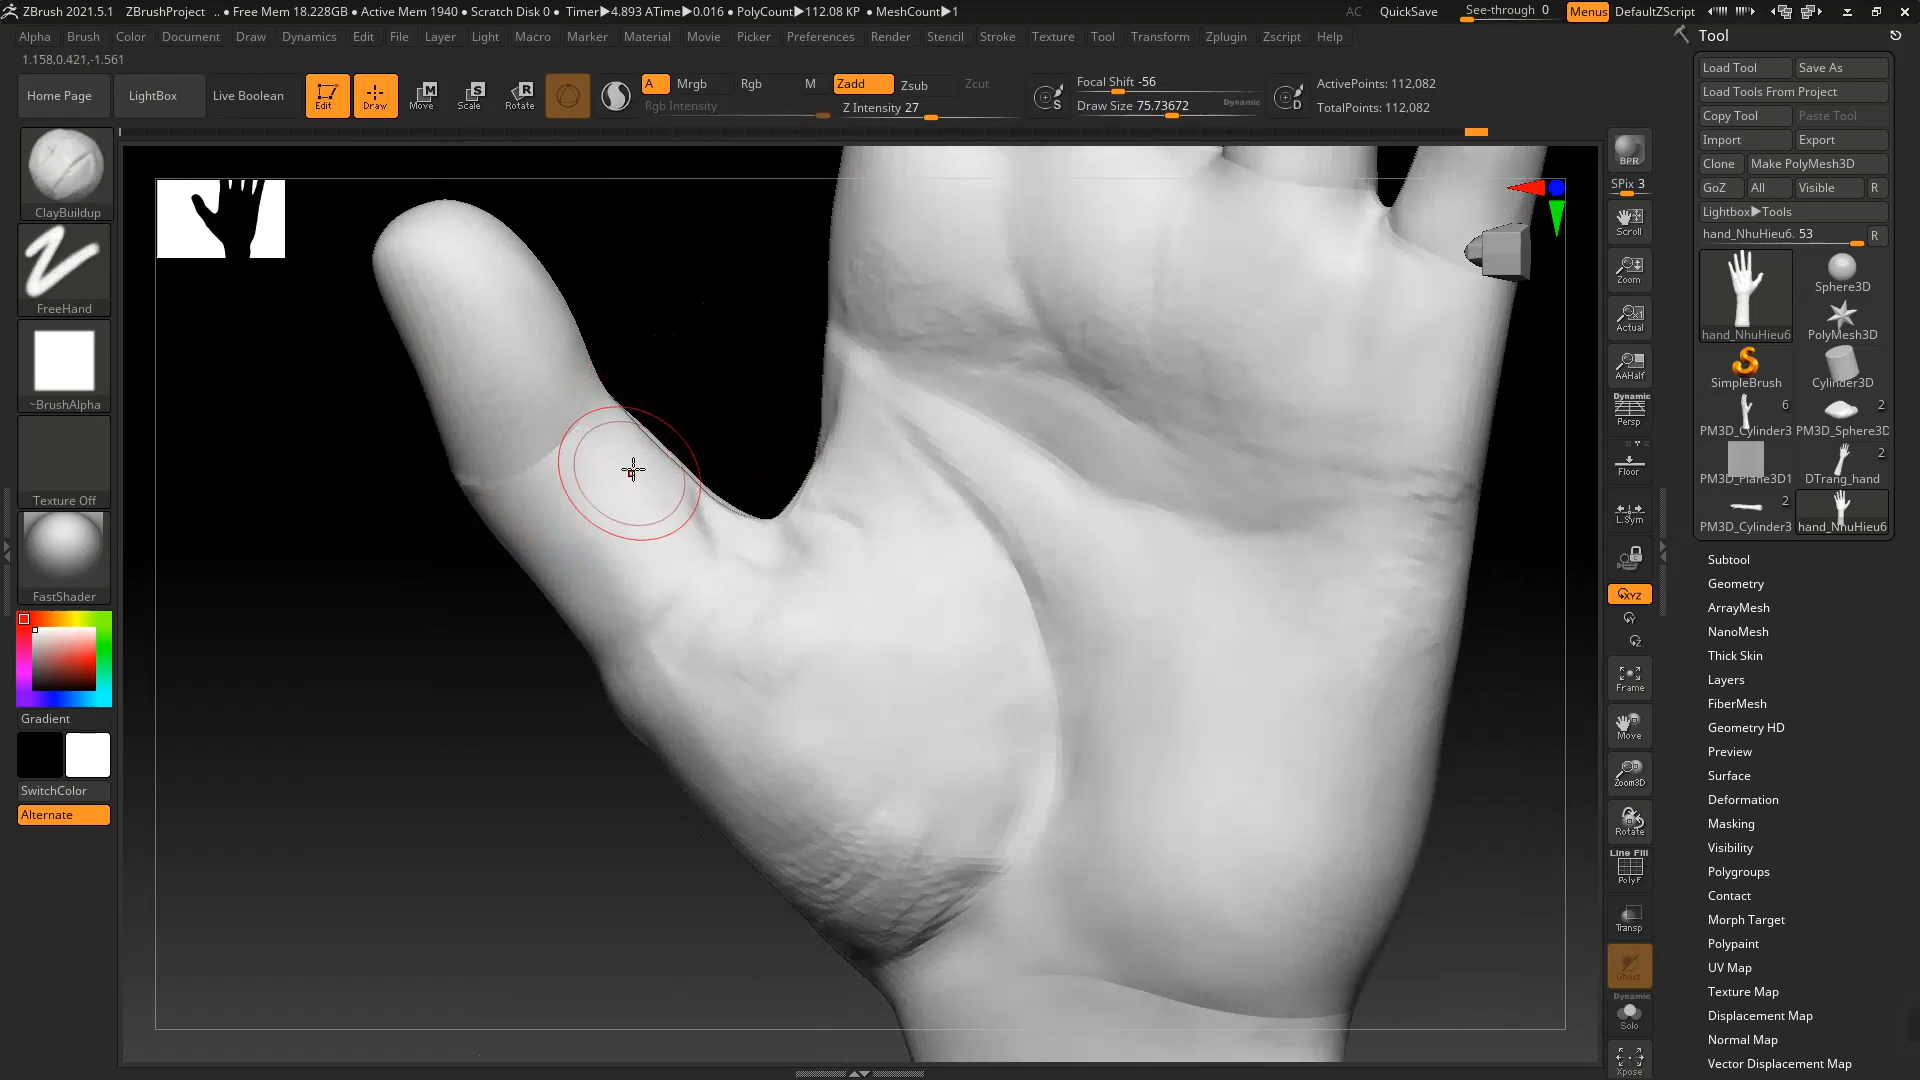 ZBrush 2021.5.1 ZBrushProject .. • Free Mem 18.228GB • Active Mem 1940 • Scratch Disk 0 • Timer▶4.893 ATime▶0.016 • PolyCount▶112.08 KP • MeshCount▶1 AC QuickSave See-through 0 Menus DefaultZScript
Alpha Brush Color Document Draw Dynamics Edit File Layer Light Macro Marker Material Movie Picker Preferences Render Stencil Stroke Texture Tool Transform Zplugin Zscript Help
1.158,0.421,-1.561
Home Page LightBox Live Boolean Edit Draw Move Scale Rotate
A Mrgb Rgb M Zadd Zsub Zcut
Rgb Intensity Z Intensity 27
Focal Shift -56
Draw Size 75.73672 Dynamic
ActivePoints: 112,082
TotalPoints: 112,082
ClayBuildup
FreeHand
~BrushAlpha
Texture Off
FastShader
Gradient
SwitchColor
Alternate
BPR
SPix 3
Scroll
Zoom
Actual
AAHalf
Dynamic
Persp
Floor
L.Sym
XYZ
Y
Z
Frame
Move
Zoom3D
Rotate
Line Fill
PolyF
Transp
Ghost
Dynamic
Solo
Xpose
Tool
Load Tool Save As
Load Tools From Project
Copy Tool Paste Tool
Import Export
Clone Make PolyMesh3D
GoZ All Visible R
Lightbox▶Tools
hand_NhuHieu6. 53 R
hand_NhuHieu6 Sphere3D
PolyMesh3D
SimpleBrush Cylinder3D
6 2
PM3D_Cylinder3 PM3D_Sphere3D
2
PM3D_Plane3D1 DTrang_hand
2
PM3D_Cylinder3 hand_NhuHieu6
Subtool
Geometry
ArrayMesh
NanoMesh
Thick Skin
Layers
FiberMesh
Geometry HD
Preview
Surface
Deformation
Masking
Visibility
Polygroups
Contact
Morph Target
Polypaint
UV Map
Texture Map
Displacement Map
Normal Map
Vector Displacement Map